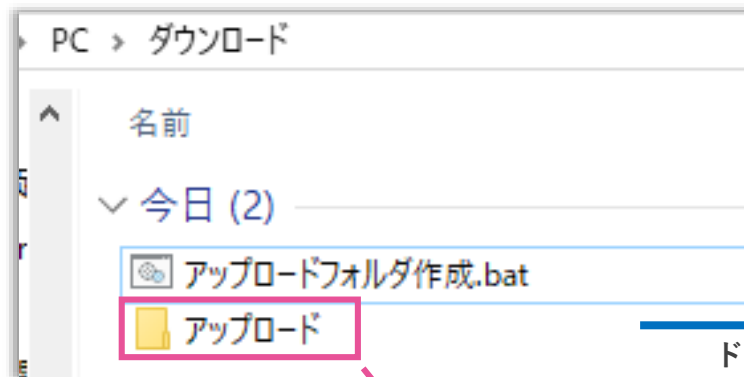 PC > ダウンロード
名前
今日 (2)
アップロードフォルダ作成.bat
アップロード
ド